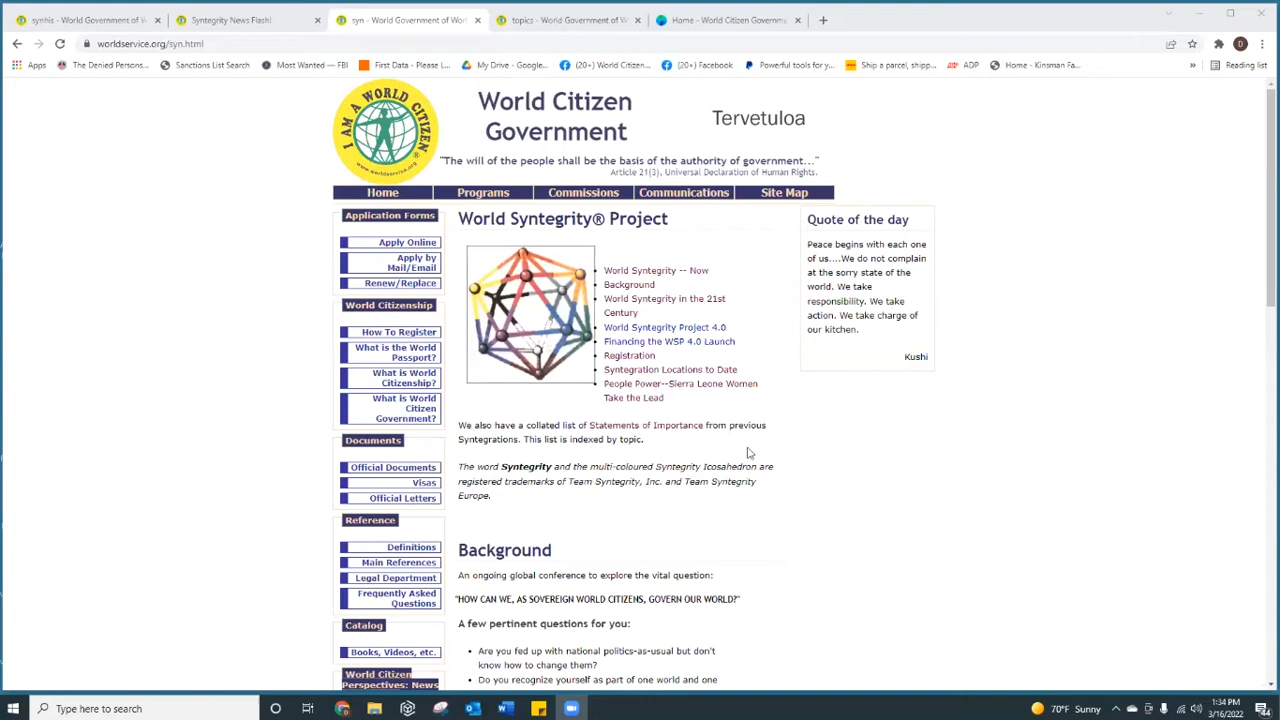 synhis - World Government of W
Syntegrity News Flash!
syn - World Government of Wor
topics - World Government of W
Home - World Citizen Governme
worldservice.org/syn.html
D
Apps
The Denied Persons...
Sanctions List Search
Most Wanted — FBI
First Data - Please L...
My Drive - Google...
(20+) World Citizen...
(20+) Facebook
Powerful tools for y...
Ship a parcel, shipp...
ADP
Home - Kinsman Fa...
»
Reading list
I AM A WORLD CITIZEN
www.worldservice.org
World Citizen
Government
Tervetuloa
"The will of the people shall be the basis of the authority of government..."
Article 21(3), Universal Declaration of Human Rights.
Home
Programs
Commissions
Communications
Site Map
Application Forms
Apply Online
Apply by
Mail/Email
Renew/Replace
World Citizenship
How To Register
What is the World
Passport?
What is World
Citizenship?
What is World
Citizen
Government?
Documents
Official Documents
Visas
Official Letters
Reference
Definitions
Main References
Legal Department
Frequently Asked
Questions
Catalog
Books, Videos, etc.
World Citizen
Perspectives: News
World Syntegrity® Project
World Syntegrity -- Now
Background
World Syntegrity in the 21st
Century
World Syntegrity Project 4.0
Financing the WSP 4.0 Launch
Registration
Syntegration Locations to Date
People Power--Sierra Leone Women
Take the Lead
We also have a collated list of Statements of Importance from previous
Syntegrations. This list is indexed by topic.
The word Syntegrity and the multi-coloured Syntegrity Icosahedron are
registered trademarks of Team Syntegrity, Inc. and Team Syntegrity
Europe.
Background
An ongoing global conference to explore the vital question:
"HOW CAN WE, AS SOVEREIGN WORLD CITIZENS, GOVERN OUR WORLD?"
A few pertinent questions for you:
Are you fed up with national politics-as-usual but don't
know how to change them?
Do you recognize yourself as part of one world and one
Quote of the day
Peace begins with each one
of us....We do not complain
at the sorry state of the
world. We take
responsibility. We take
action. We take charge of
our kitchen.
Kushi
Type here to search
70°F Sunny
1:34 PM
3/16/2022
44